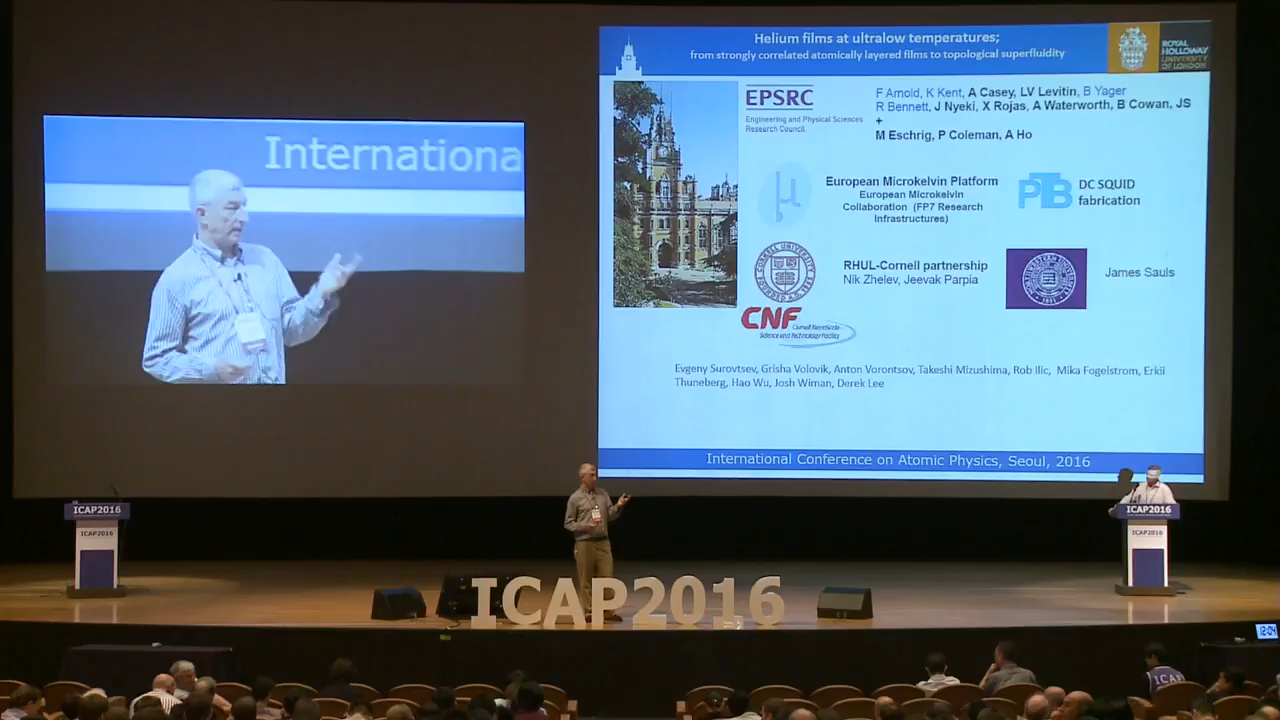 Internationa
Helium films at ultralow temperatures;
from strongly correlated atomically layered films to topological superfluidity
ROYAL
HOLLOWAY
UNIVERSITY
OF LONDON
EPSRC
Engineering and Physical Sciences
Research Council
F Arnold, K Kent, A Casey, LV Levitin, B Yager
R Bennett, J Nyeki, X Rojas, A Waterworth, B Cowan, JS
+
M Eschrig, P Coleman, A Ho
μ
European Microkelvin Platform
European Microkelvin
Collaboration (FP7 Research
Infrastructures)
PTB
DC SQUID
fabrication
CORNELL UNIVERSITY
RHUL-Cornell partnership
Nik Zhelev, Jeevak Parpia
James Sauls
CNF
Cornell NanoScale
Science and Technology Facility
Evgeny Surovtsev, Grisha Volovik, Anton Vorontsov, Takeshi Mizushima, Rob Ilic, Mika Fogelstrom, Erkii
Thuneberg, Hao Wu, Josh Wiman, Derek Lee
International Conference on Atomic Physics, Seoul, 2016
ICAP2016
ICAP2016
ICAP2016
ICAP2016
ICAP2016
12:04
ICAP